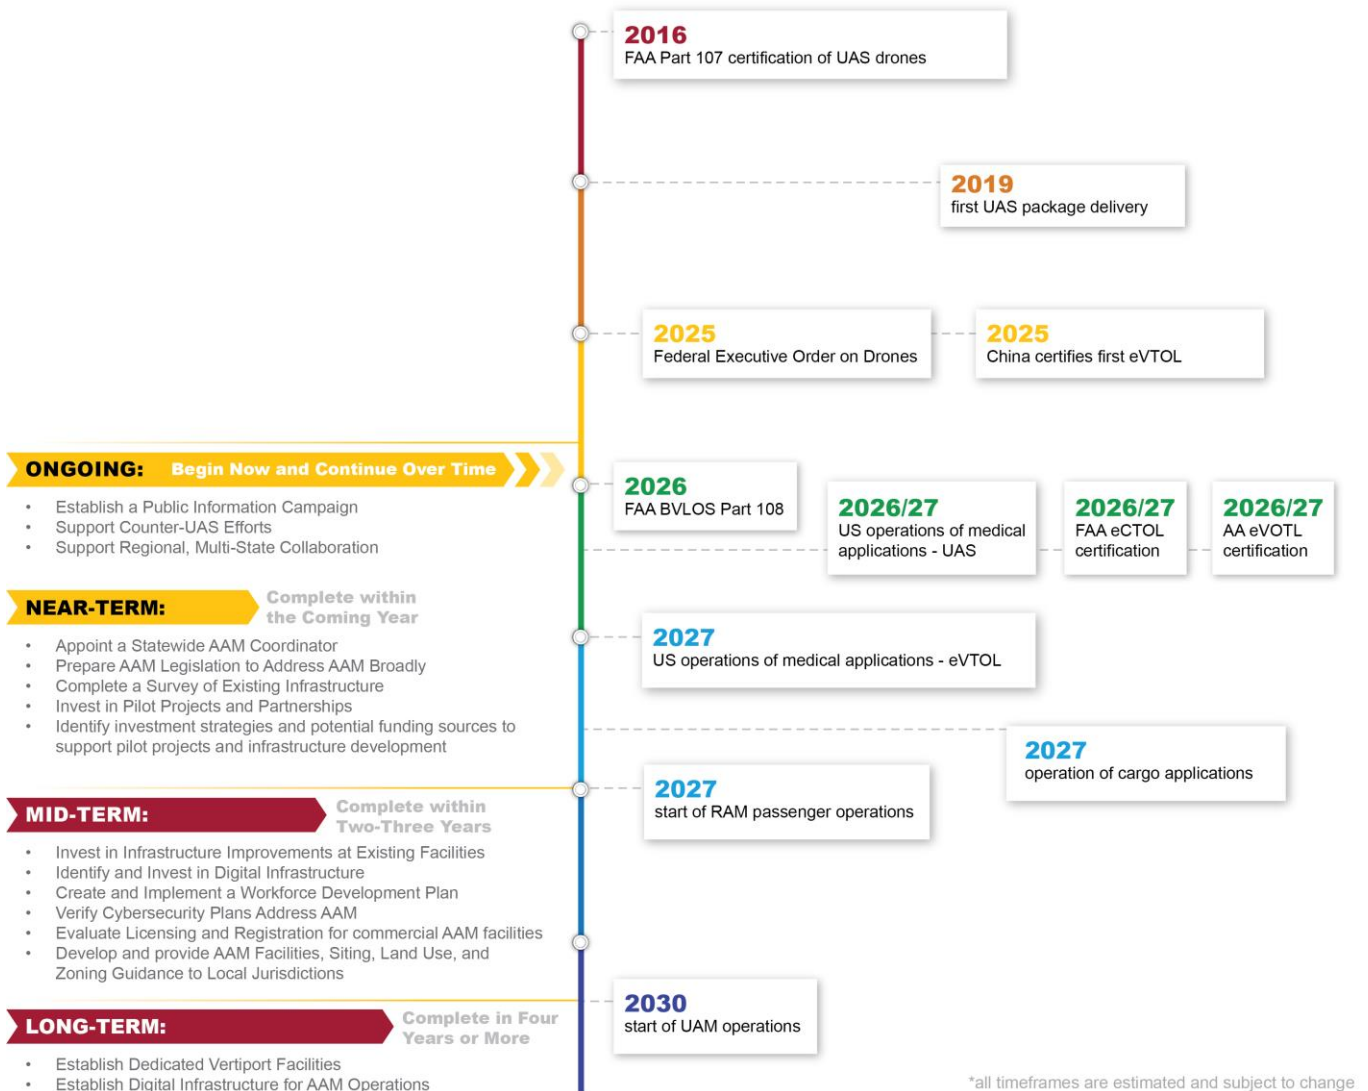 2016
FAA Part 107 certification of UAS drones
2019
first UAS package delivery
2025
Federal Executive Order on Drones
2025
China certifies first eVTOL
ONGOING: Begin Now and Continue Over Time
• Establish a Public Information Campaign
• Support Counter-UAS Efforts
• Support Regional, Multi-State Collaboration
2026
FAA BVLOS Part 108
2026/27
US operations of medical
applications - UAS
2026/27
FAA eCTOL
certification
2026/27
AA eVOTL
certification
NEAR-TERM:
Complete within
the Coming Year
• Appoint a Statewide AAM Coordinator
• Prepare AAM Legislation to Address AAM Broadly
• Complete a Survey of Existing Infrastructure
• Invest in Pilot Projects and Partnerships
• Identify investment strategies and potential funding sources to
support pilot projects and infrastructure development
2027
US operations of medical applications - eVTOL
2027
operation of cargo applications
2027
start of RAM passenger operations
MID-TERM:
Complete within
Two-Three Years
• Invest in Infrastructure Improvements at Existing Facilities
• Identify and Invest in Digital Infrastructure
• Create and Implement a Workforce Development Plan
• Verify Cybersecurity Plans Address AAM
• Evaluate Licensing and Registration for commercial AAM facilities
• Develop and provide AAM Facilities, Siting, Land Use, and
Zoning Guidance to Local Jurisdictions
2030
start of UAM operations
LONG-TERM:
Complete in Four
Years or More
• Establish Dedicated Vertiport Facilities
• Establish Digital Infrastructure for AAM Operations
*all timeframes are estimated and subject to change